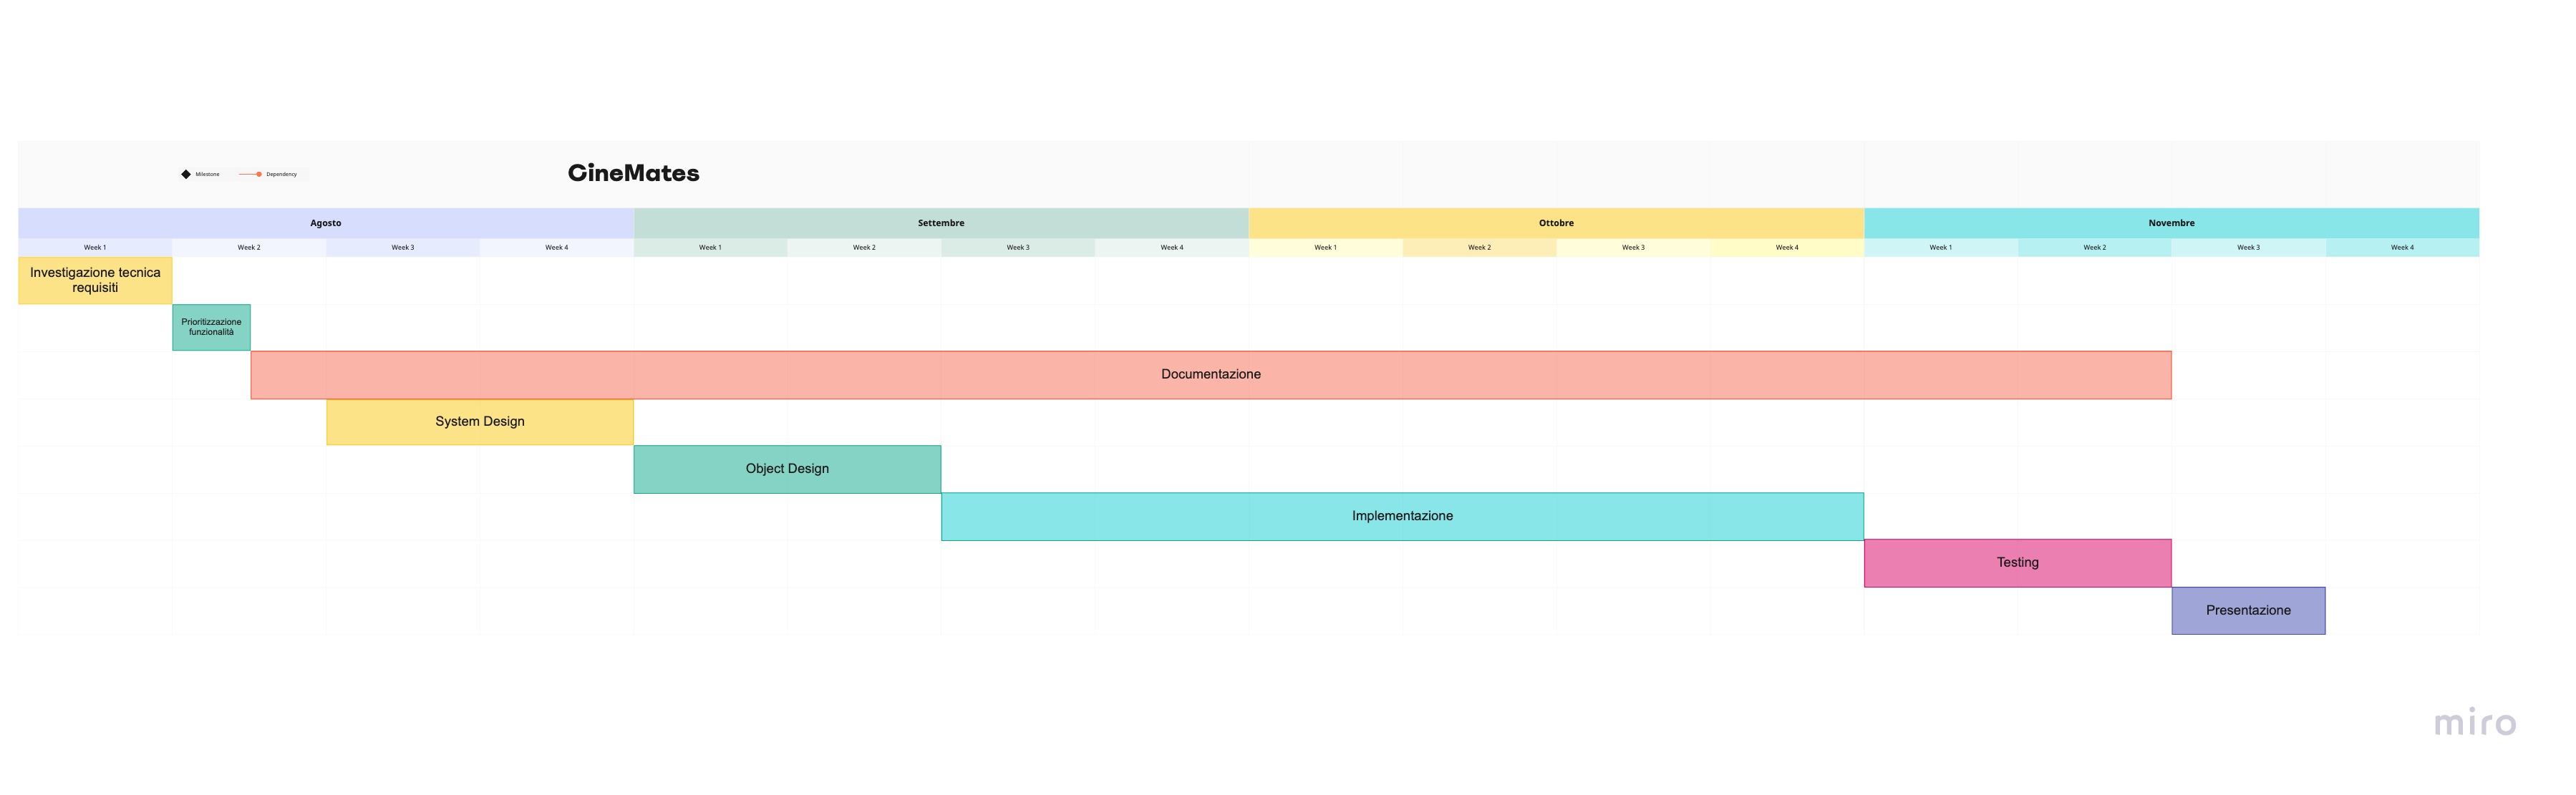 Milestone
Dependency
CineMates
Agosto
Settembre
Ottobre
Novembre
Week 1
Week 2
Week 3
Week 4
Week 1
Week 2
Week 3
Week 4
Week 1
Week 2
Week 3
Week 4
Week 1
Week 2
Week 3
Week 4
Investigazione tecnica
requisiti
Prioritizzazione
funzionalità
Documentazione
System Design
Object Design
Implementazione
Testing
Presentazione
miro